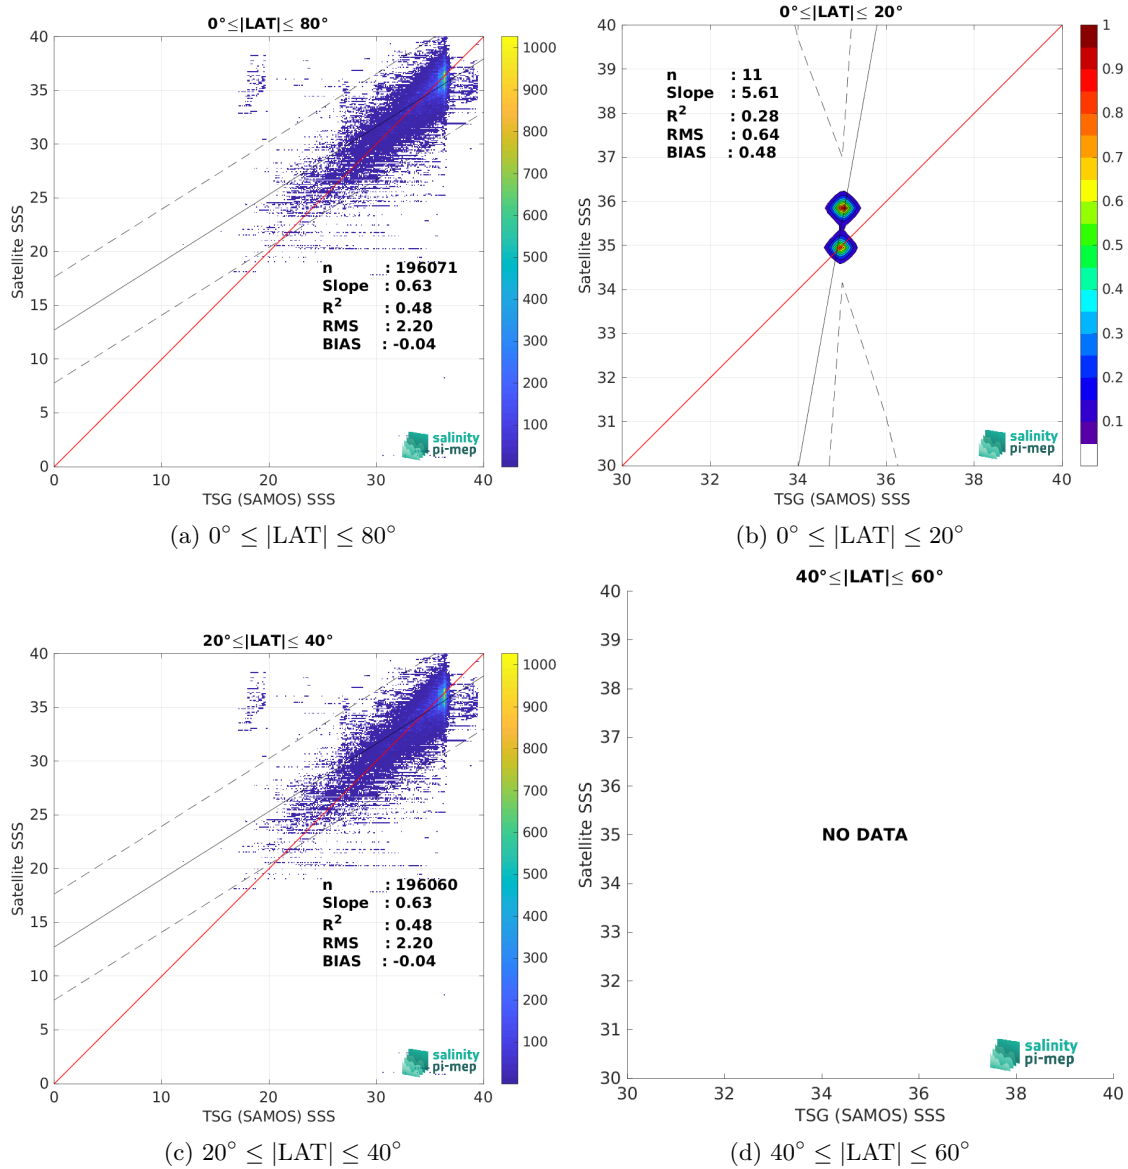 0°≤|LAT|≤ 80°
40
35
30
25
20
15
10
5
0
Satellite SSS
0
10
20
30
40
TSG (SAMOS) SSS
n : 196071
Slope : 0.63
R² : 0.48
RMS : 2.20
BIAS : -0.04
1000
900
800
700
600
500
400
300
200
100
salinity
pi-mep
(a) 0° ≤ |LAT| ≤ 80°
0°≤|LAT|≤ 20°
40
39
38
37
36
35
34
33
32
31
30
Satellite SSS
30
32
34
36
38
40
TSG (SAMOS) SSS
n : 11
Slope : 5.61
R² : 0.28
RMS : 0.64
BIAS : 0.48
1
0.9
0.8
0.7
0.6
0.5
0.4
0.3
0.2
0.1
salinity
pi-mep
(b) 0° ≤ |LAT| ≤ 20°
20°≤|LAT|≤ 40°
40
35
30
25
20
15
10
5
0
Satellite SSS
0
10
20
30
40
TSG (SAMOS) SSS
n : 196060
Slope : 0.63
R² : 0.48
RMS : 2.20
BIAS : -0.04
1000
900
800
700
600
500
400
300
200
100
salinity
pi-mep
(c) 20° ≤ |LAT| ≤ 40°
40°≤|LAT|≤ 60°
40
39
38
37
36
35
34
33
32
31
30
Satellite SSS
NO DATA
30
32
34
36
38
40
TSG (SAMOS) SSS
salinity
pi-mep
(d) 40° ≤ |LAT| ≤ 60°